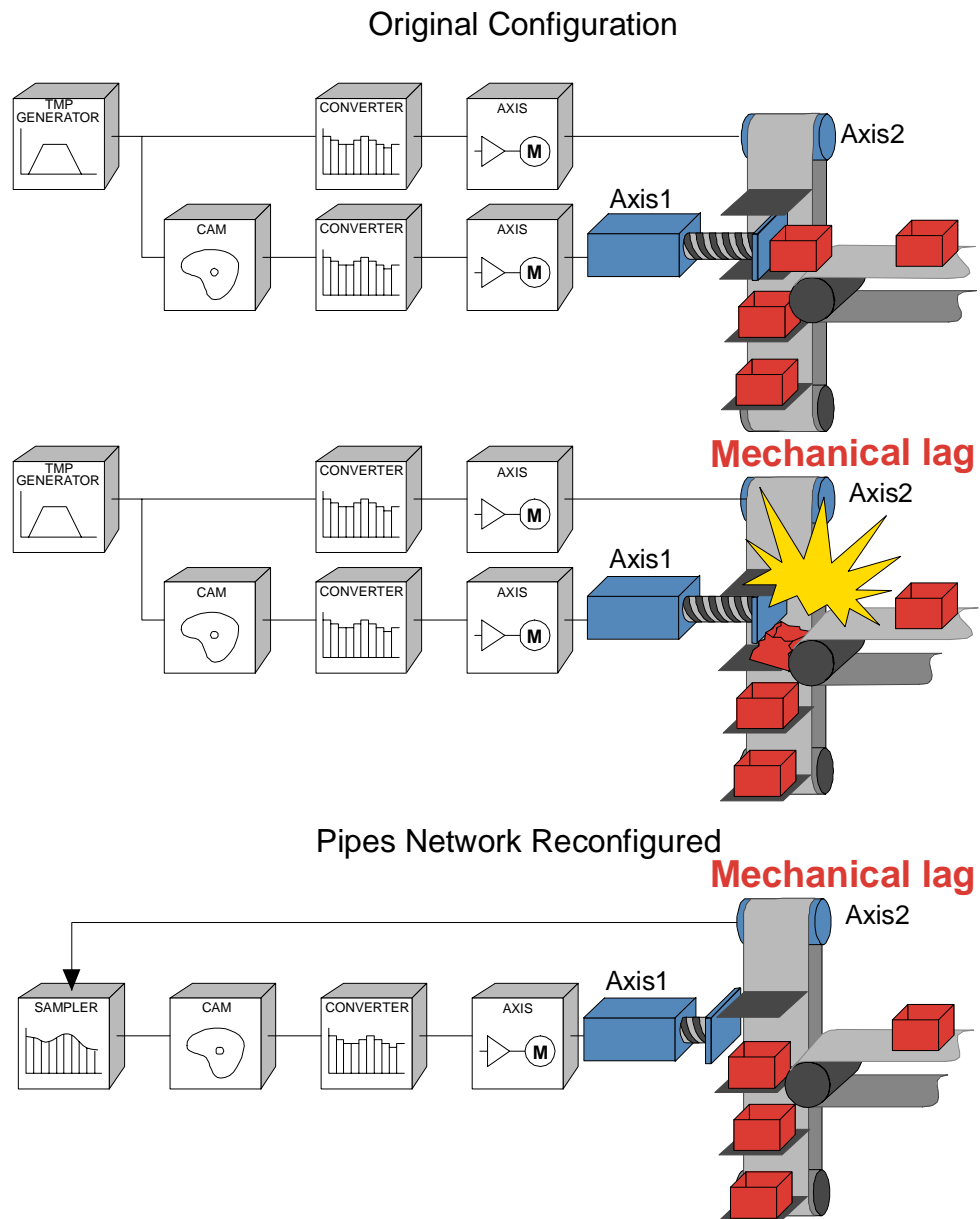 Original Configuration
TMP
GENERATOR
CONVERTER
AXIS
M
Axis2
CAM
CONVERTER
AXIS
M
Axis1
Mechanical lag
TMP
GENERATOR
CONVERTER
AXIS
M
Axis2
CAM
CONVERTER
AXIS
M
Axis1
Pipes Network Reconfigured
Mechanical lag
Axis2
SAMPLER
CAM
CONVERTER
AXIS
M
Axis1